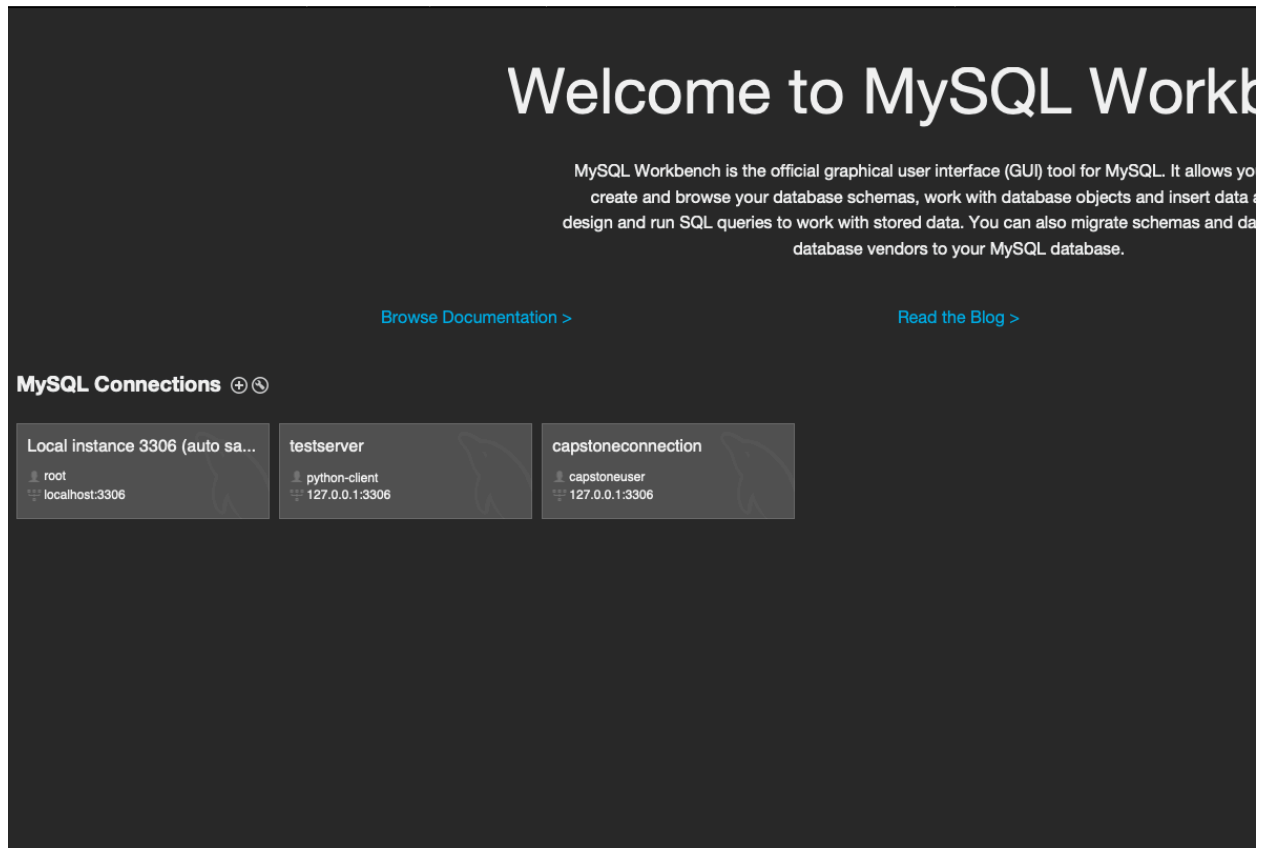 Welcome to MySQL Workb
MySQL Workbench is the official graphical user interface (GUI) tool for MySQL. It allows yo
create and browse your database schemas, work with database objects and insert data a
design and run SQL queries to work with stored data. You can also migrate schemas and da
database vendors to your MySQL database.
Browse Documentation >
Read the Blog >
MySQL Connections
Local instance 3306 (auto sa...
root
localhost:3306
testserver
python-client
127.0.0.1:3306
capstoneconnection
capstoneuser
127.0.0.1:3306